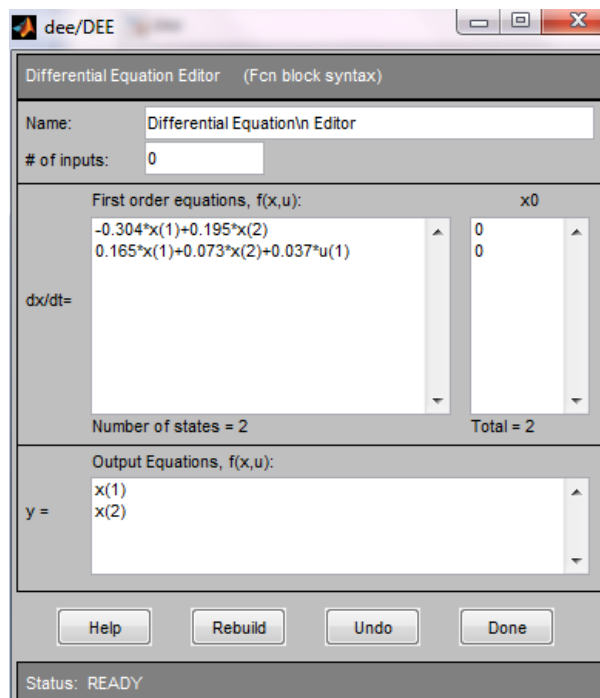 dee/DEE
Differential Equation Editor (Fcn block syntax)
Name: Differential Equation\n Editor
# of inputs: 0
First order equations, f(x,u): x0
-0.304*x(1)+0.195*x(2) 0
0.165*x(1)+0.073*x(2)+0.037*u(1) 0
dx/dt=
Number of states = 2 Total = 2
Output Equations, f(x,u):
x(1)
x(2)
y =
Help Rebuild Undo Done
Status: READY